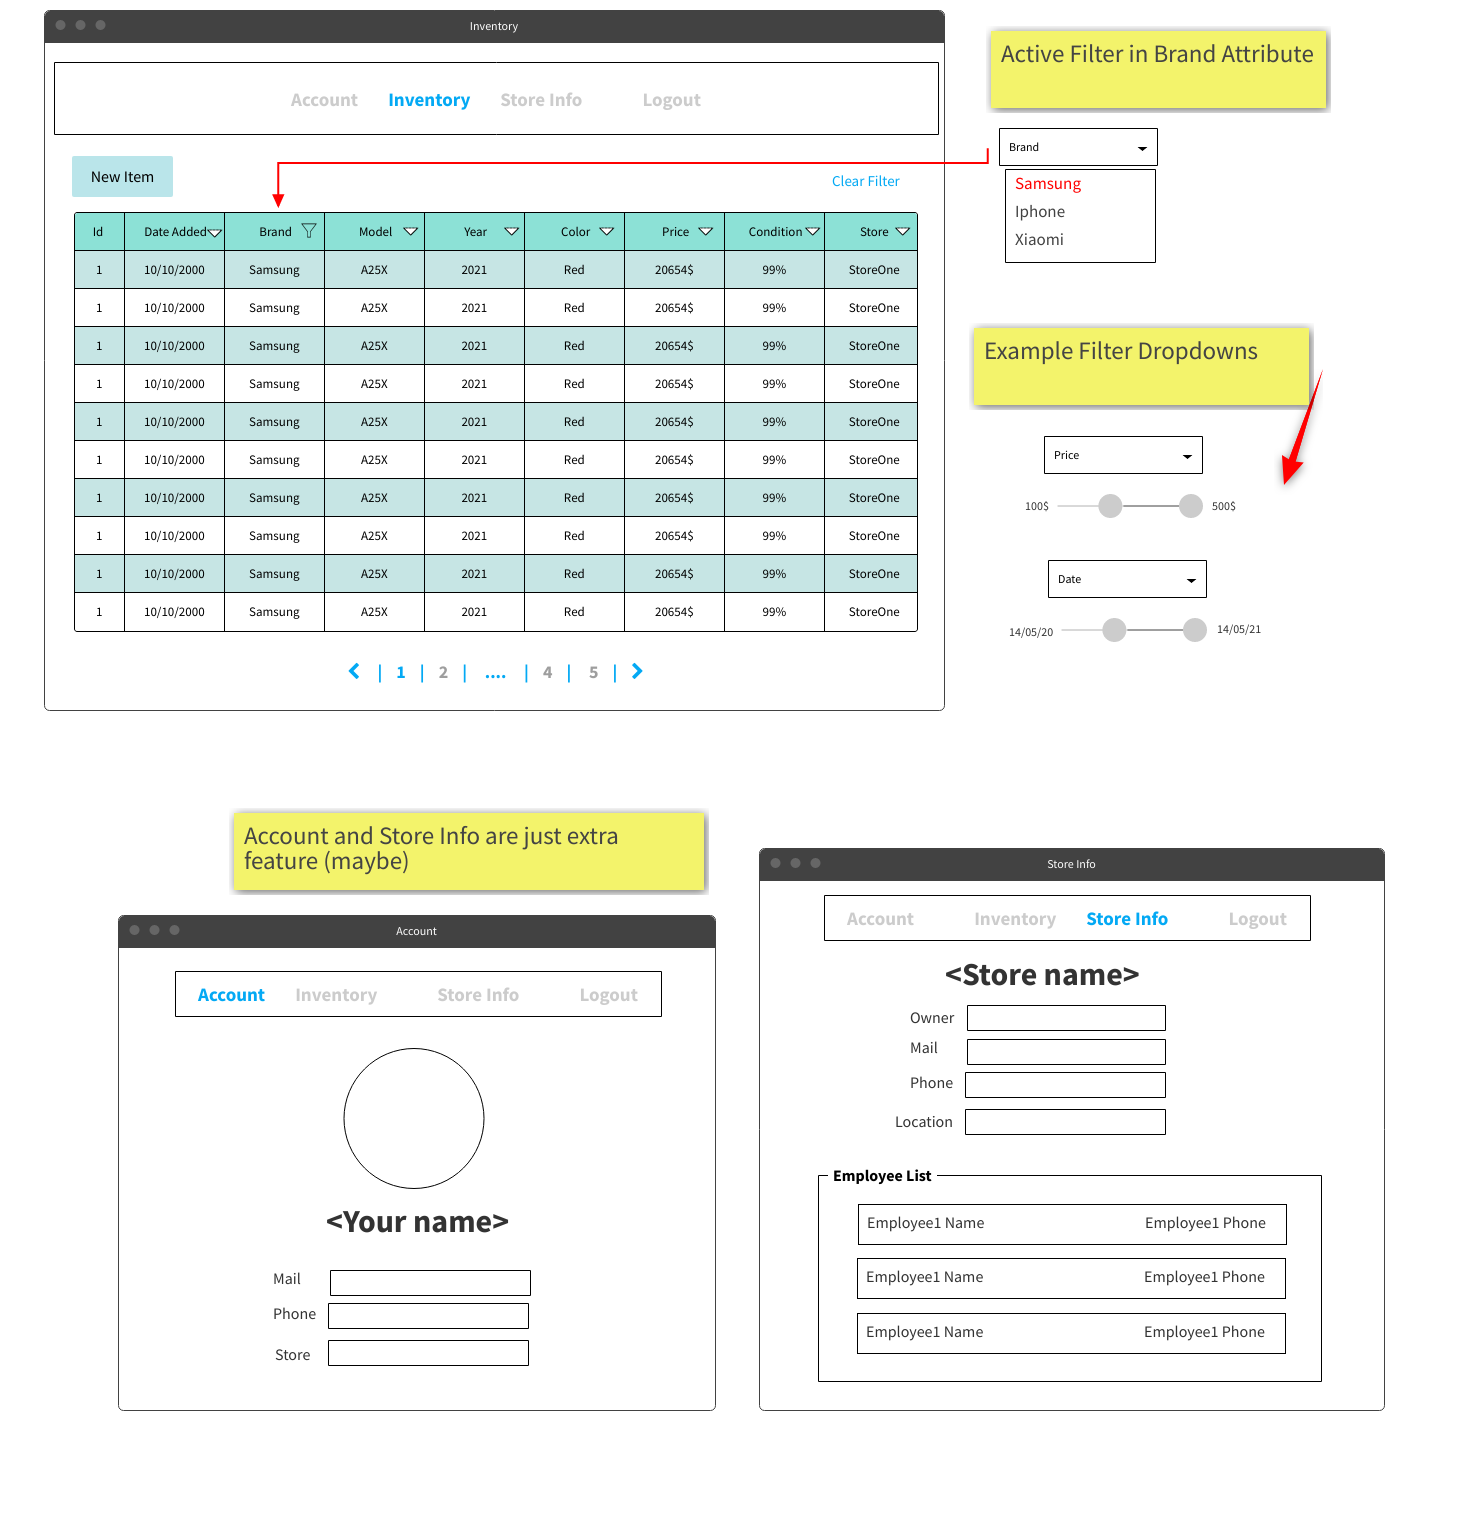 Inventory
Account Inventory Store Info Logout
New Item
Clear Filter
Id Date Added Brand Model Year Color Price Condition Store
1 10/10/2000 Samsung A25X 2021 Red 20654$ 99% StoreOne
1 10/10/2000 Samsung A25X 2021 Red 20654$ 99% StoreOne
1 10/10/2000 Samsung A25X 2021 Red 20654$ 99% StoreOne
1 10/10/2000 Samsung A25X 2021 Red 20654$ 99% StoreOne
1 10/10/2000 Samsung A25X 2021 Red 20654$ 99% StoreOne
1 10/10/2000 Samsung A25X 2021 Red 20654$ 99% StoreOne
1 10/10/2000 Samsung A25X 2021 Red 20654$ 99% StoreOne
1 10/10/2000 Samsung A25X 2021 Red 20654$ 99% StoreOne
1 10/10/2000 Samsung A25X 2021 Red 20654$ 99% StoreOne
1 10/10/2000 Samsung A25X 2021 Red 20654$ 99% StoreOne
| 1 | 2 | .... | 4 | 5 |
Active Filter in Brand Attribute
Brand
Samsung
Iphone
Xiaomi
Example Filter Dropdowns
Price
100$ 500$
Date
14/05/20 14/05/21
Account and Store Info are just extra
feature (maybe)
Account
Account Inventory Store Info Logout
<Your name>
Mail
Phone
Store
Store Info
Account Inventory Store Info Logout
<Store name>
Owner
Mail
Phone
Location
Employee List
Employee1 Name Employee1 Phone
Employee1 Name Employee1 Phone
Employee1 Name Employee1 Phone